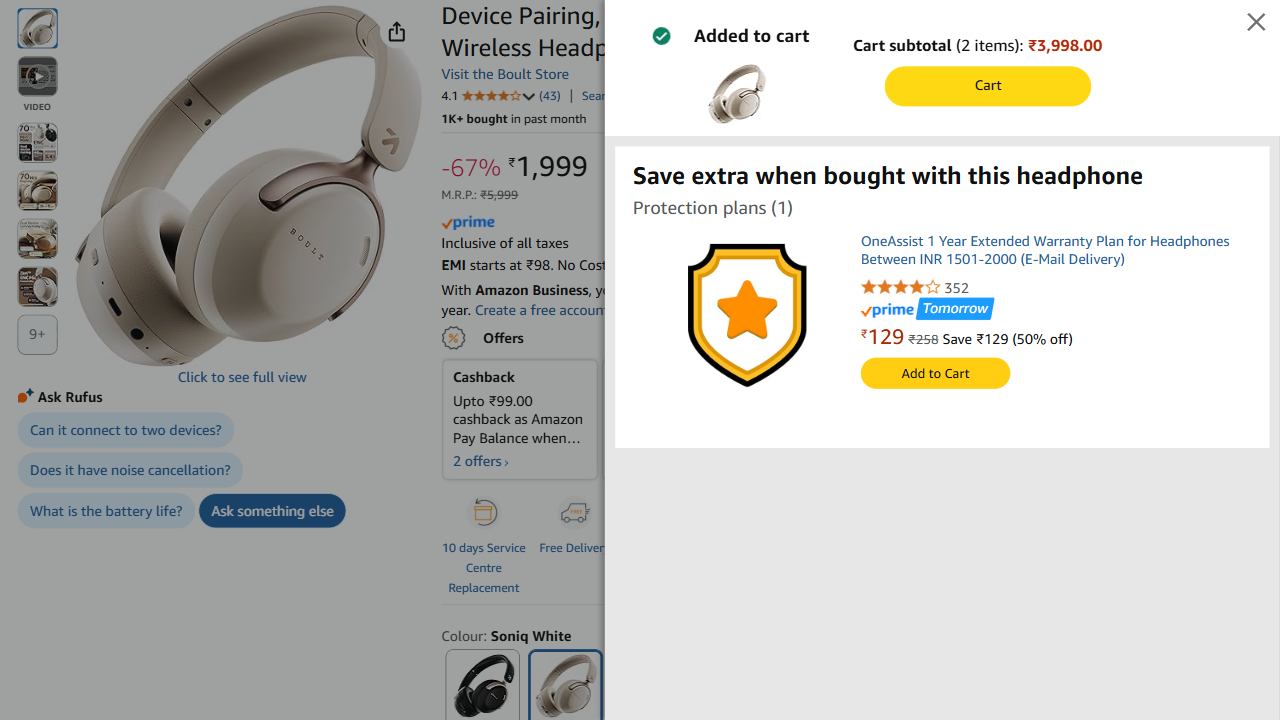 Device Pairing,
Wireless Headp
Visit the Boult Store
4.1 (43) | Sear
1K+ bought in past month
VIDEO
-67% ₹1,999
M.R.P.: ₹5,999
prime
Inclusive of all taxes
EMI starts at ₹98. No Cost
With Amazon Business, yo
year. Create a free accoun
Offers
Cashback
Upto ₹99.00
cashback as Amazon
Pay Balance when…
2 offers ›
FREE
10 days Service
Centre
Replacement
Free Deliver
Colour: Soniq White
BOULT
9+
Click to see full view
Ask Rufus
Can it connect to two devices?
Does it have noise cancellation?
What is the battery life?
Ask something else
Added to cart
Cart subtotal (2 items): ₹3,998.00
Cart
Save extra when bought with this headphone
Protection plans (1)
OneAssist 1 Year Extended Warranty Plan for Headphones
Between INR 1501-2000 (E-Mail Delivery)
352
prime Tomorrow
₹129 ₹258 Save ₹129 (50% off)
Add to Cart